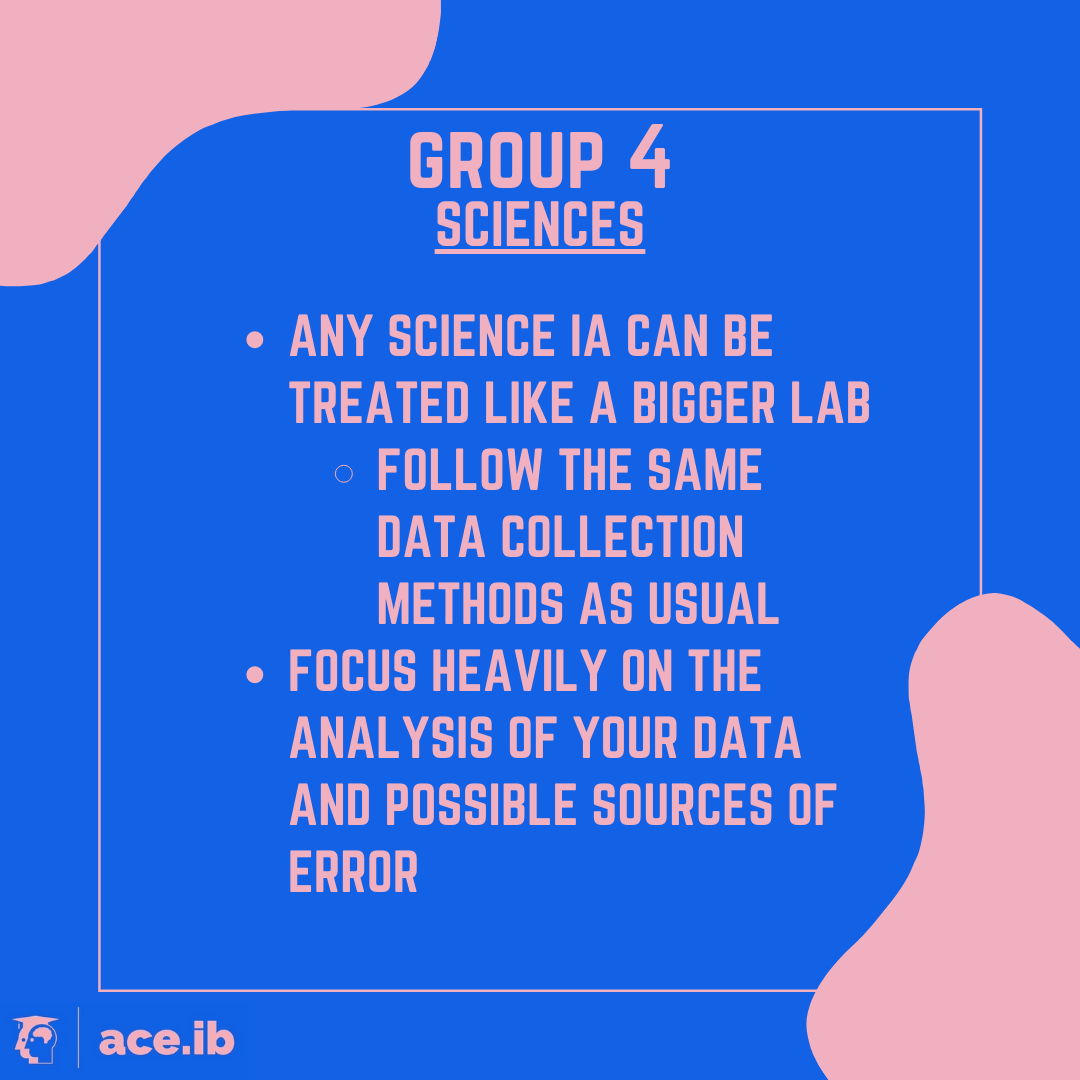 GROUP 4
SCIENCES
ANY SCIENCE IA CAN BE
TREATED LIKE A BIGGER LAB
FOLLOW THE SAME
DATA COLLECTION
METHODS AS USUAL
FOCUS HEAVILY ON THE
ANALYSIS OF YOUR DATA
AND POSSIBLE SOURCES OF
ERROR
ace.ib